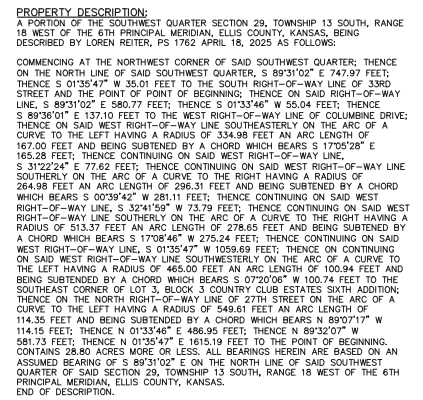 PROPERTY DESCRIPTION:
A PORTION OF THE SOUTHWEST QUARTER SECTION 29, TOWNSHIP 13 SOUTH, RANGE
18 WEST OF THE 6TH PRINCIPAL MERIDIAN, ELLIS COUNTY, KANSAS, BEING
DESCRIBED BY LOREN REITER, PS 1762 APRIL 18, 2025 AS FOLLOWS:
COMMENCING AT THE NORTHWEST CORNER OF SAID SOUTHWEST QUARTER; THENCE
ON THE NORTH LINE OF SAID SOUTHWEST QUARTER, S 89°31'02" E 747.97 FEET;
THENCE S 01°35'47" W 35.01 FEET TO THE SOUTH RIGHT-OF-WAY LINE OF 33RD
STREET AND THE POINT OF POINT OF BEGINNING; THENCE ON SAID RIGHT-OF-WAY
LINE, S 89°31'02" E 580.77 FEET; THENCE S 01°33'46" W 55.04 FEET; THENCE
S 89°36'01" E 137.10 FEET TO THE WEST RIGHT-OF-WAY LINE OF COLUMBINE DRIVE;
THENCE ON SAID WEST RIGHT-OF-WAY LINE SOUTHEASTERLY ON THE ARC OF A
CURVE TO THE LEFT HAVING A RADIUS OF 334.98 FEET AN ARC LENGTH OF
167.00 FEET AND BEING SUBTENDED BY A CHORD WHICH BEARS S 17°05'28" E
165.28 FEET; THENCE CONTINUING ON SAID WEST RIGHT-OF-WAY LINE,
S 31°22'24" E 77.62 FEET; THENCE CONTINUING ON SAID WEST RIGHT-OF-WAY LINE
SOUTHERLY ON THE ARC OF A CURVE TO THE RIGHT HAVING A RADIUS OF
264.98 FEET AN ARC LENGTH OF 296.31 FEET AND BEING SUBTENDED BY A CHORD
WHICH BEARS S 00°39'42" W 281.11 FEET; THENCE CONTINUING ON SAID WEST
RIGHT-OF-WAY LINE, S 32°41'59" W 73.79 FEET; THENCE CONTINUING ON SAID WEST
RIGHT-OF-WAY LINE SOUTHERLY ON THE ARC OF A CURVE TO THE RIGHT HAVING A
RADIUS OF 513.37 FEET AN ARC LENGTH OF 278.65 FEET AND BEING SUBTENDED BY
A CHORD WHICH BEARS S 17°08'46" W 275.24 FEET; THENCE CONTINUING ON SAID
WEST RIGHT-OF-WAY LINE, S 01°35'47" W 1059.69 FEET; THENCE ON CONTINUING
ON SAID WEST RIGHT-OF-WAY LINE SOUTHWESTERLY ON THE ARC OF A CURVE TO
THE LEFT HAVING A RADIUS OF 465.00 FEET AN ARC LENGTH OF 100.94 FEET AND
BEING SUBTENDED BY A CHORD WHICH BEARS S 07°20'06" W 100.74 FEET TO THE
SOUTHEAST CORNER OF LOT 3, BLOCK 3 COUNTRY CLUB ESTATES SIXTH ADDITION;
THENCE ON THE NORTH RIGHT-OF-WAY LINE OF 27TH STREET ON THE ARC OF A
CURVE TO THE LEFT HAVING A RADIUS OF 549.61 FEET AN ARC LENGTH OF
114.35 FEET AND BEING SUBTENDED BY A CHORD WHICH BEARS N 89°07'17" W
114.15 FEET; THENCE N 01°33'46" E 486.95 FEET; THENCE N 89°32'07" W
581.73 FEET; THENCE N 01°35'47" E 1615.19 FEET TO THE POINT OF BEGINNING.
CONTAINS 28.80 ACRES MORE OR LESS. ALL BEARINGS HEREIN ARE BASED ON AN
ASSUMED BEARING OF S 89°31'02" E ON THE NORTH LINE OF SAID SOUTHWEST
QUARTER OF SAID SECTION 29, TOWNSHIP 13 SOUTH, RANGE 18 WEST OF THE 6TH
PRINCIPAL MERIDIAN, ELLIS COUNTY, KANSAS.
END OF DESCRIPTION.